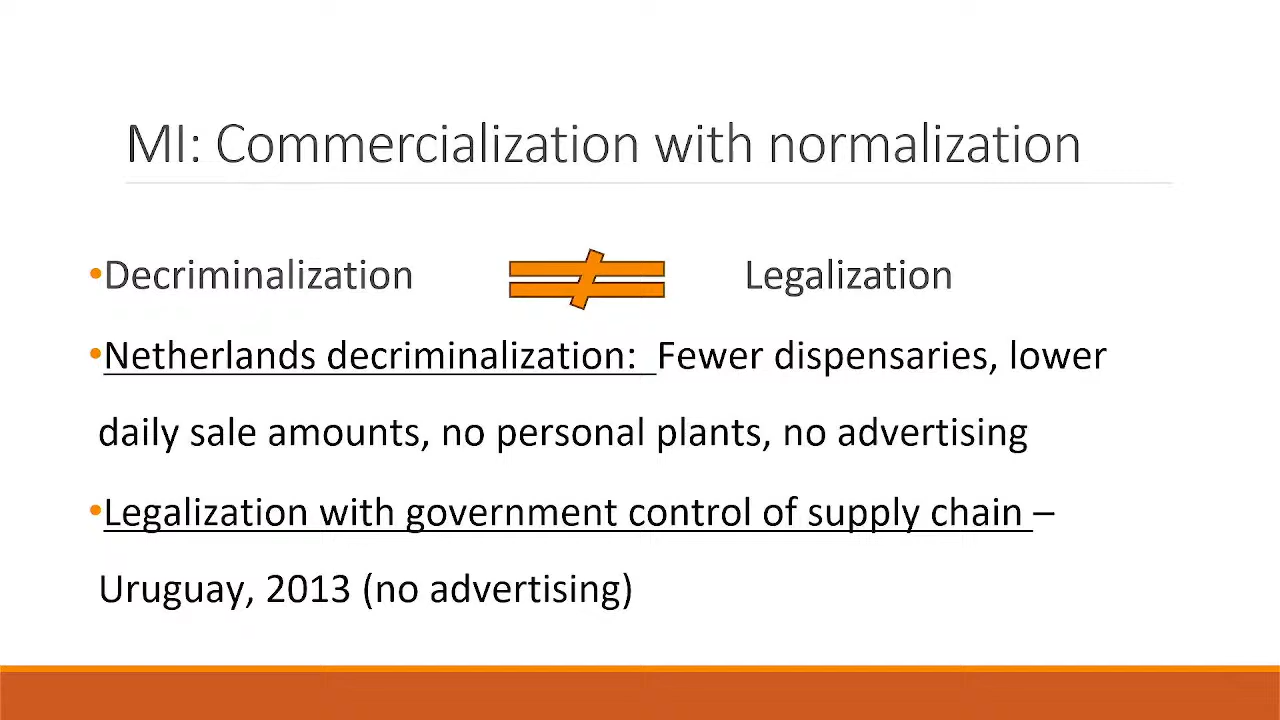 MI: Commercialization with normalization
•Decriminalization ≠ Legalization
•Netherlands decriminalization: Fewer dispensaries, lower
daily sale amounts, no personal plants, no advertising
•Legalization with government control of supply chain –
Uruguay, 2013 (no advertising)